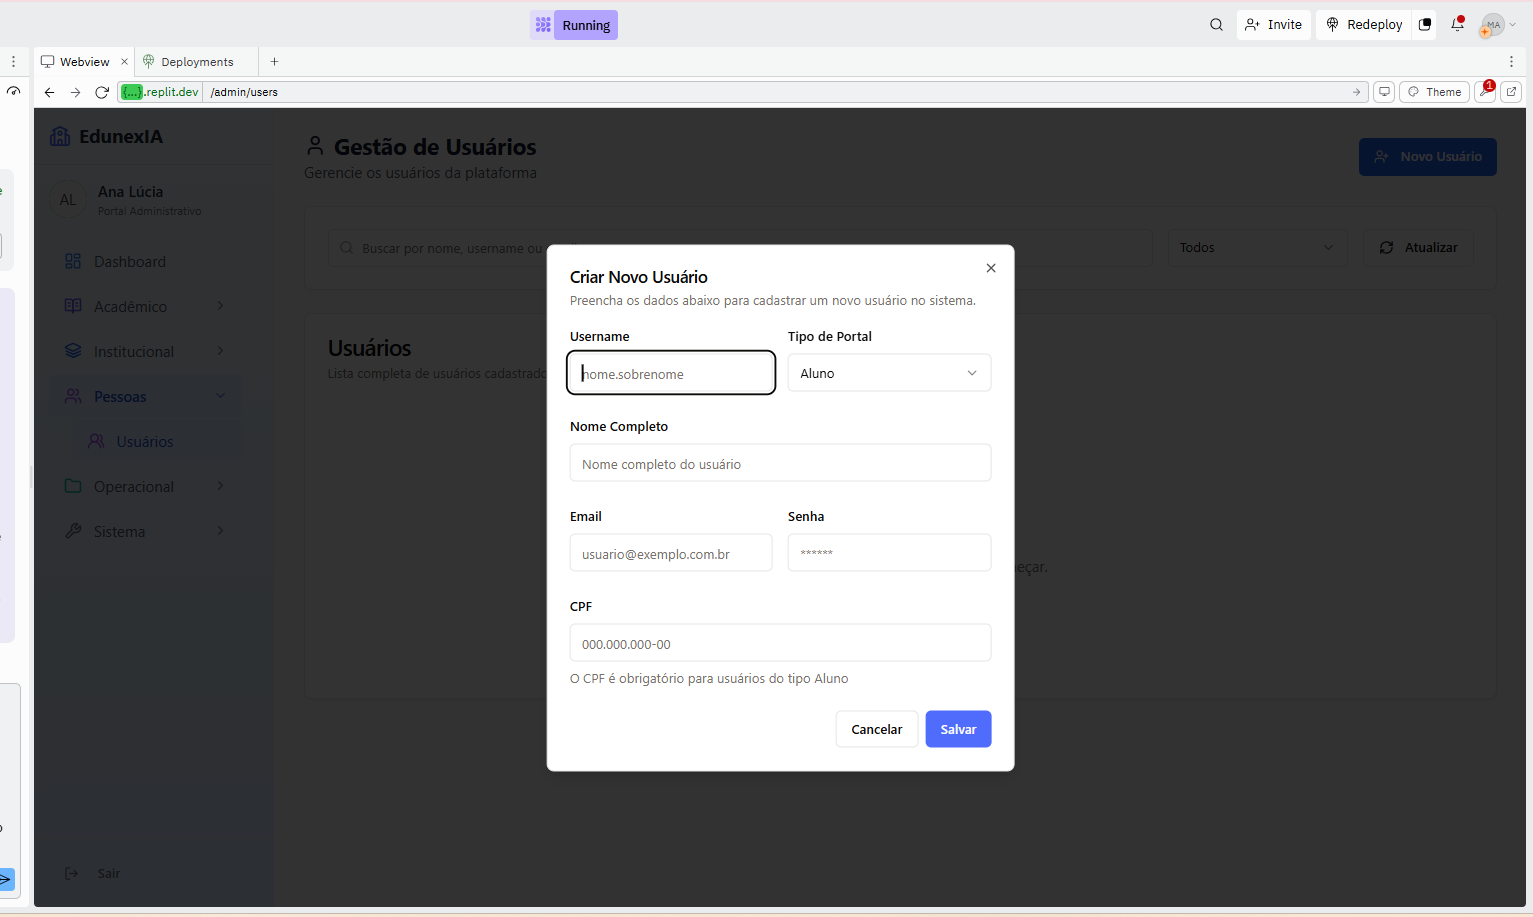 Running
Invite
Redeploy
MA
Webview
Deployments
{...}.replit.dev /admin/users
Theme
1
EdunexIA
AL
Ana Lúcia
Portal Administrativo
Dashboard
Acadêmico
Institucional
Pessoas
Usuários
Operacional
Sistema
Sair
Gestão de Usuários
Gerencie os usuários da plataforma
Novo Usuário
Buscar por nome, username ou
Todos
Atualizar
Usuários
Lista completa de usuários cadastrado
eçar.
Criar Novo Usuário
Preencha os dados abaixo para cadastrar um novo usuário no sistema.
Username
Tipo de Portal
nome.sobrenome
Aluno
Nome Completo
Nome completo do usuário
Email
Senha
usuario@exemplo.com.br
******
CPF
000.000.000-00
O CPF é obrigatório para usuários do tipo Aluno
Cancelar
Salvar